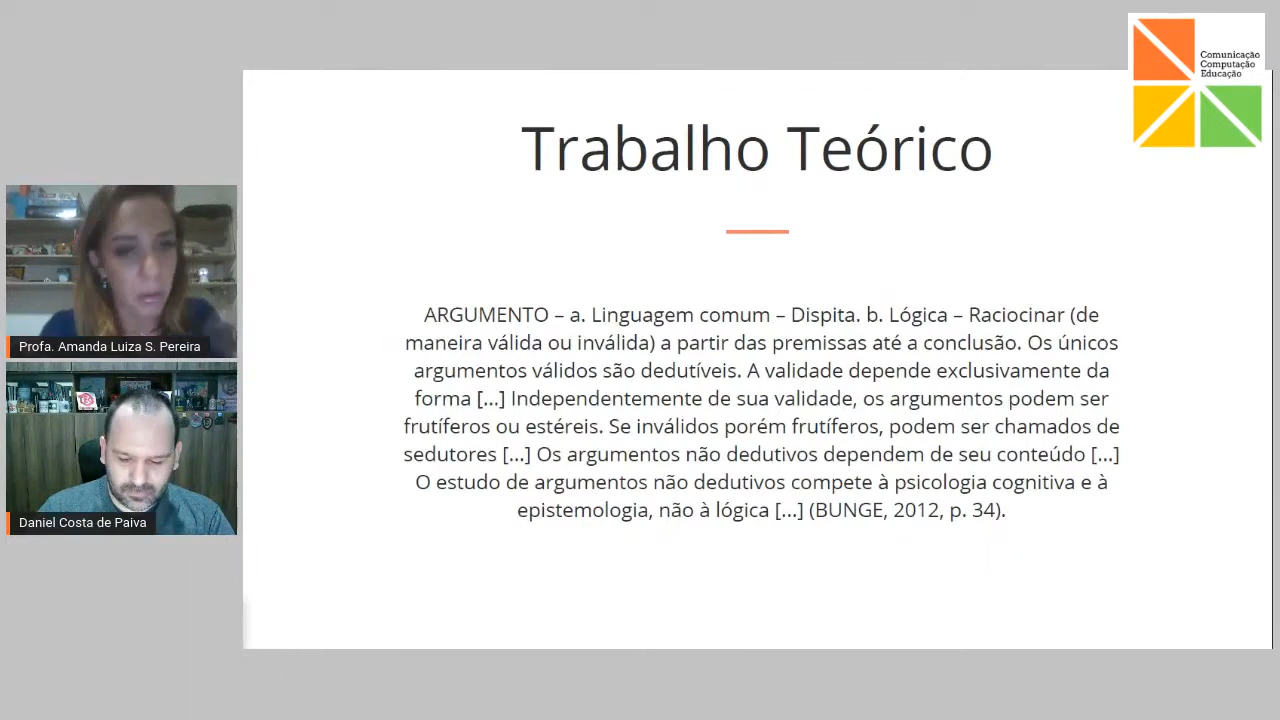 Comunicação
Computação
Educação
Trabalho Teórico
ARGUMENTO – a. Linguagem comum – Dispita. b. Lógica – Raciocinar (de
maneira válida ou inválida) a partir das premissas até a conclusão. Os únicos
argumentos válidos são dedutíveis. A validade depende exclusivamente da
forma [...] Independentemente de sua validade, os argumentos podem ser
frutíferos ou estéreis. Se inválidos porém frutíferos, podem ser chamados de
sedutores [...] Os argumentos não dedutivos dependem de seu conteúdo [...]
O estudo de argumentos não dedutivos compete à psicologia cognitiva e à
epistemologia, não à lógica [...] (BUNGE, 2012, p. 34).
Profa. Amanda Luiza S. Pereira
Daniel Costa de Paiva